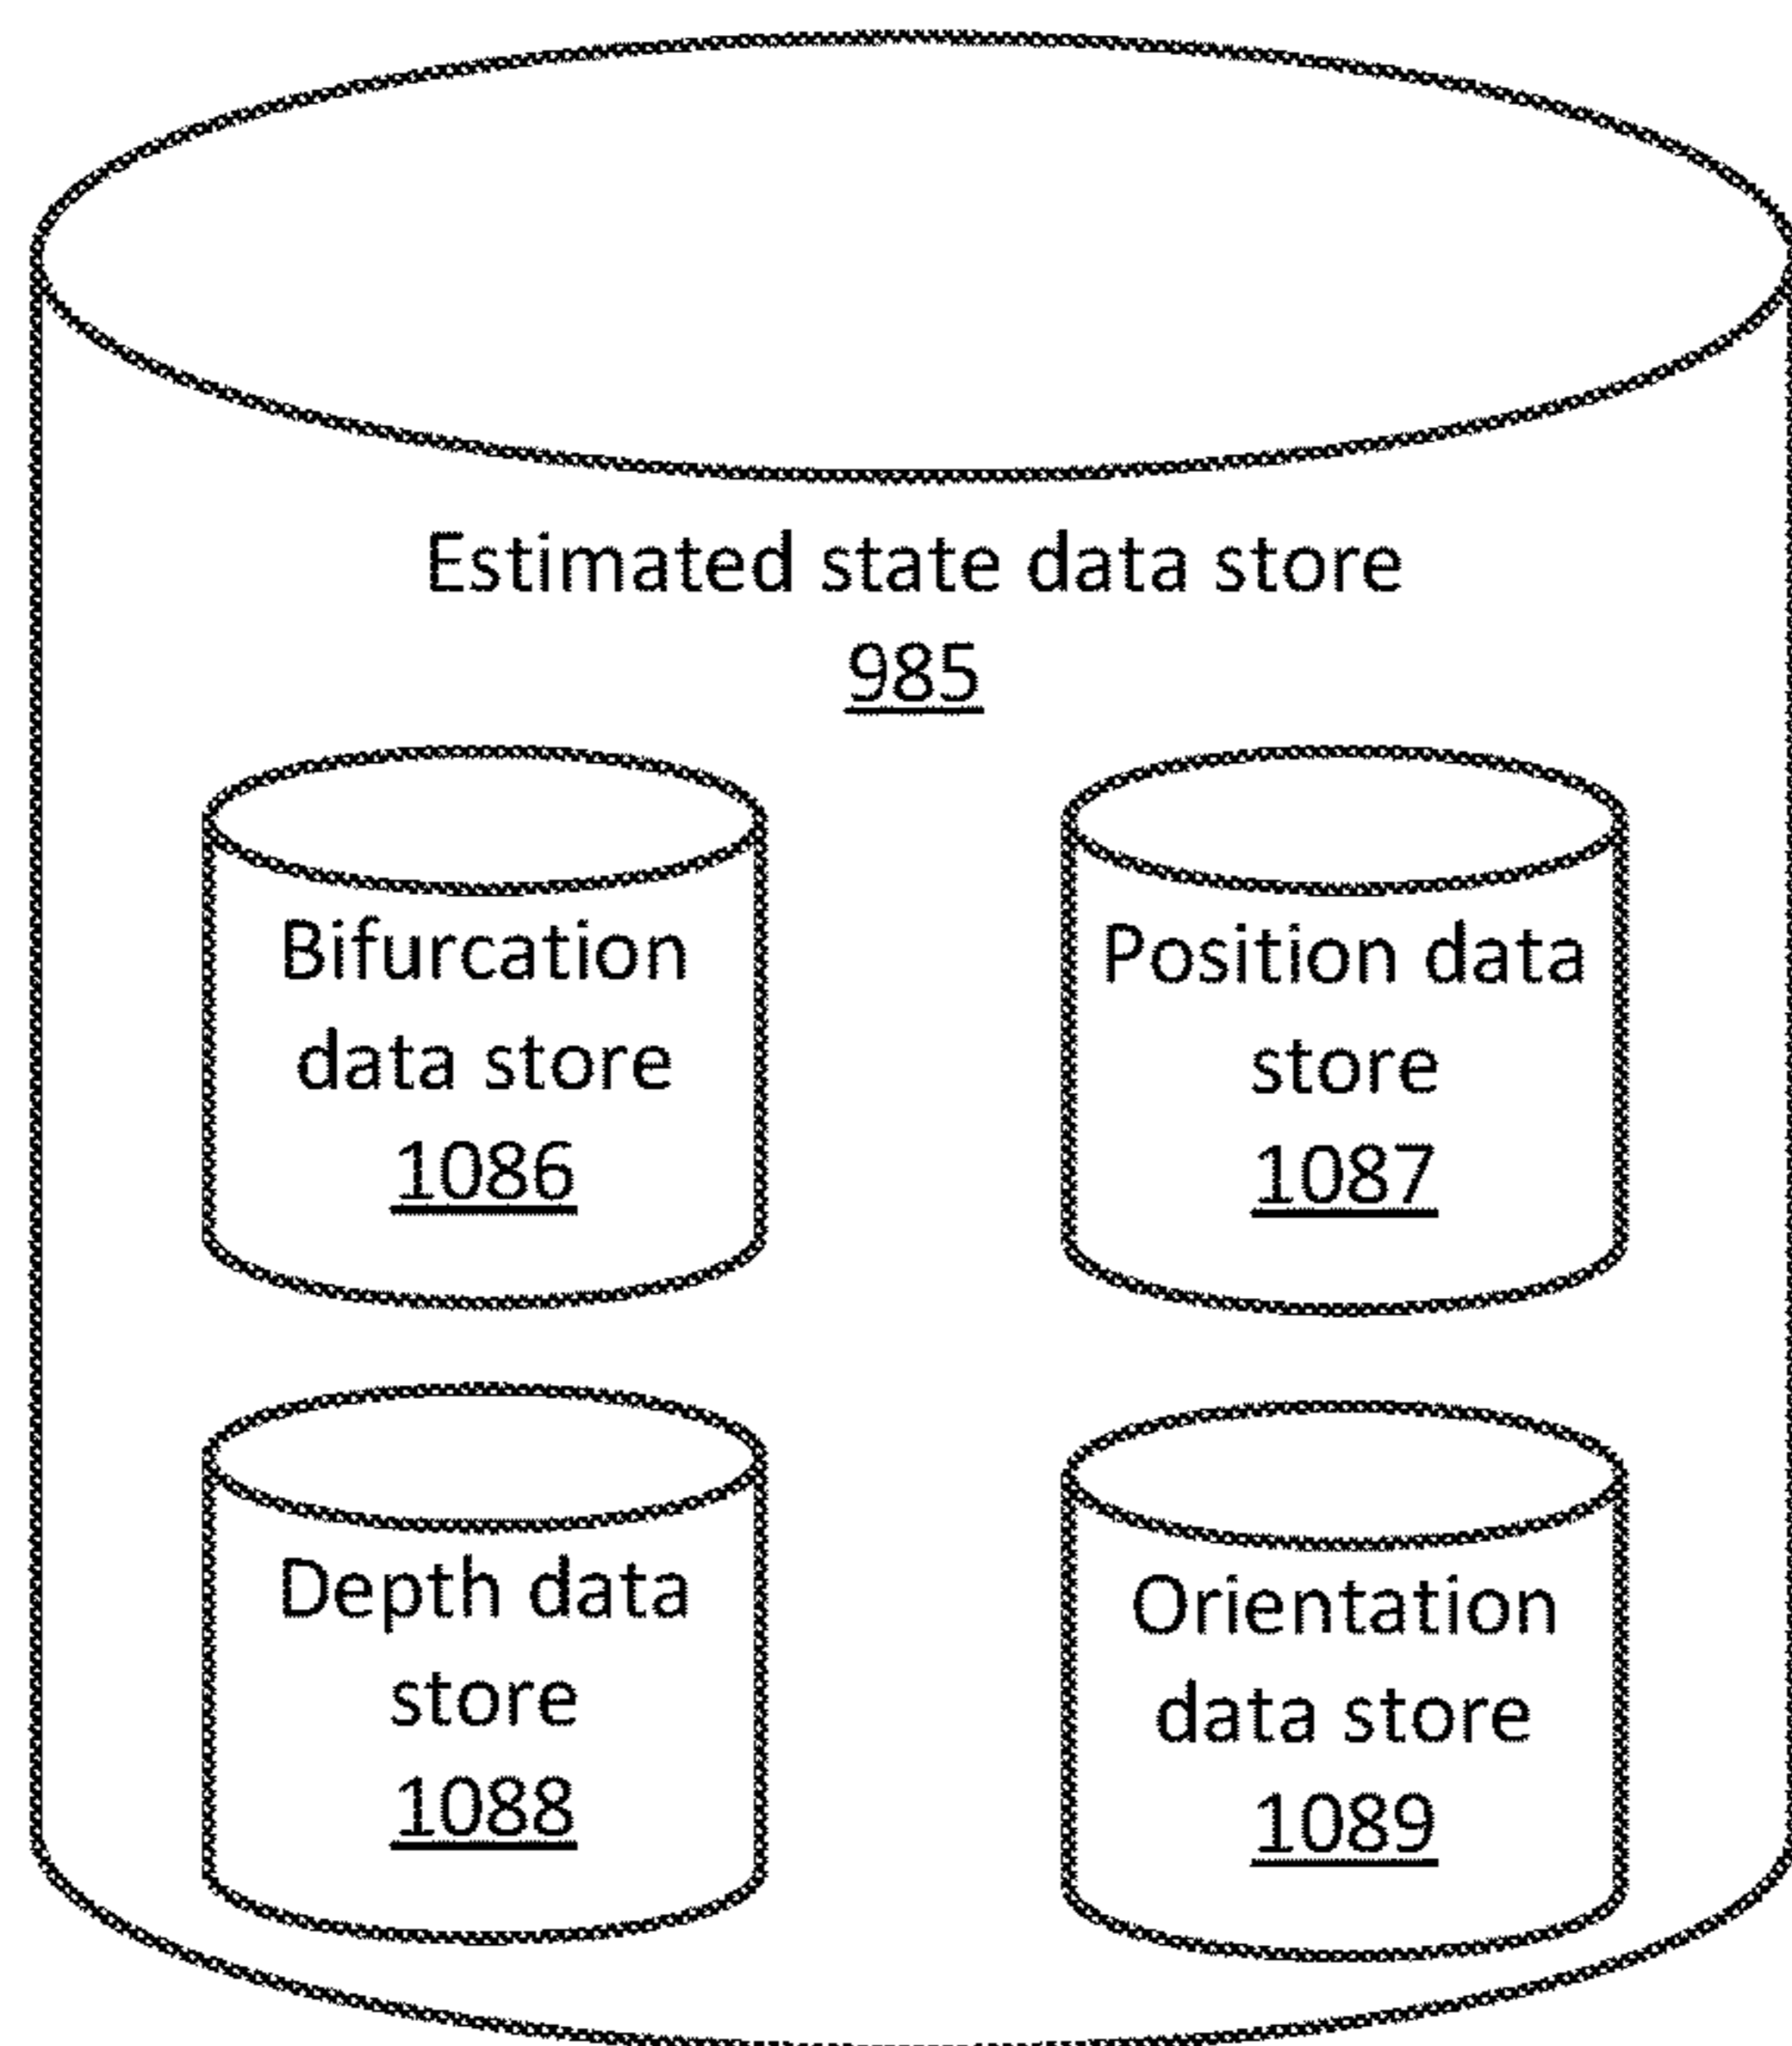 Estimated state data store
985
Bifurcation
data store
1086
Position data
store
1087
Depth data
store
1088
Orientation
data store
1089